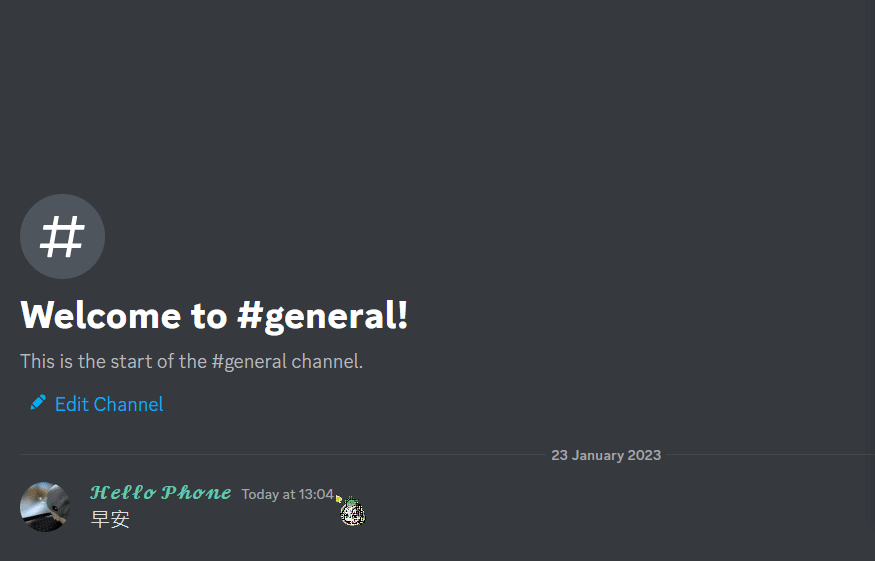 #
Welcome to #general!
This is the start of the #general channel.
Edit Channel
23 January 2023
𝓗𝓮𝓵𝓵𝓸 𝓟𝓱𝓸𝓷𝓮 Today at 13:04
早安